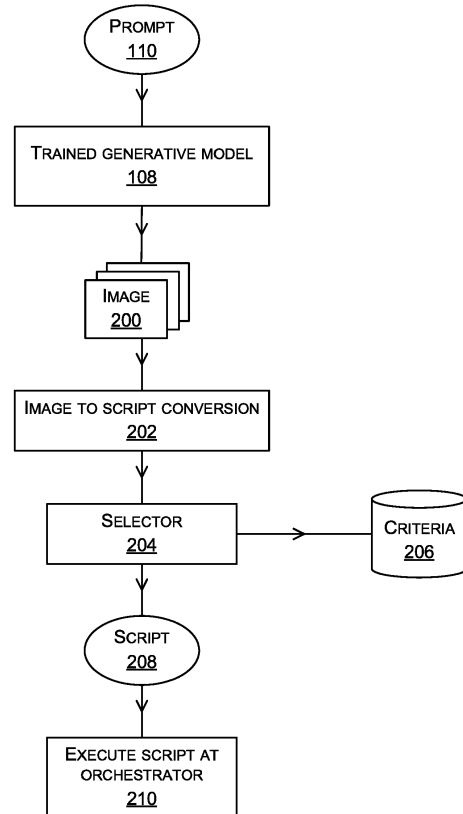 PROMPT
110
TRAINED GENERATIVE MODEL
108
IMAGE
200
IMAGE TO SCRIPT CONVERSION
202
SELECTOR
204
CRITERIA
206
SCRIPT
208
EXECUTE SCRIPT AT
ORCHESTRATOR
210